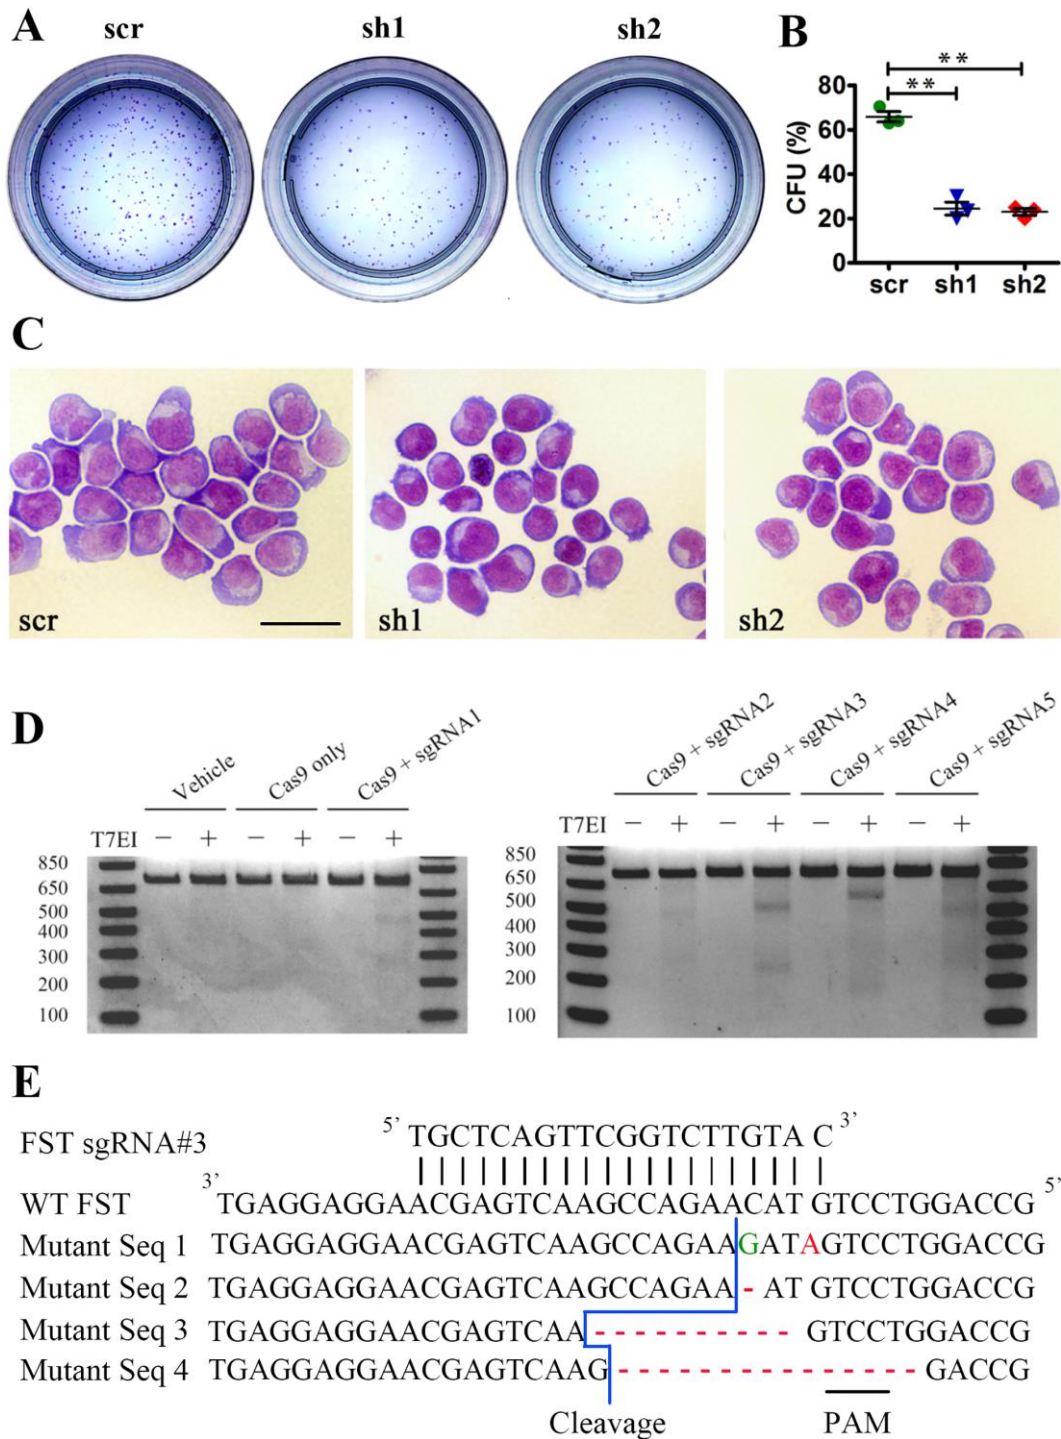 A
scr sh1 sh2
B
** **
80
60
40
20
0
CFU (%)
scr sh1 sh2
C
scr sh1 sh2
D
Vehicle Cas9 only Cas9 + sgRNA1
T7EI − + − + − +
850
650
500
400
300
200
100
Cas9 + sgRNA2 Cas9 + sgRNA3 Cas9 + sgRNA4 Cas9 + sgRNA5
T7EI − + − + − + − +
850
650
500
400
300
200
100
E
FST sgRNA#3 5’ TGCTCAGTTCGGTCTTGTA C 3’
WT FST 3’ TGAGGAGGAACGAGTCAAGCCAGAACAT GTCCTGGACCG 5’
Mutant Seq 1 TGAGGAGGAACGAGTCAAGCCAGAAGATAGTCCTGGACCG
Mutant Seq 2 TGAGGAGGAACGAGTCAAGCCAGAA - AT GTCCTGGACCG
Mutant Seq 3 TGAGGAGGAACGAGTCAA - - - - - - - - - - GTCCTGGACCG
Mutant Seq 4 TGAGGAGGAACGAGTCAAG - - - - - - - - - - - - - - - GACCG
Cleavage PAM